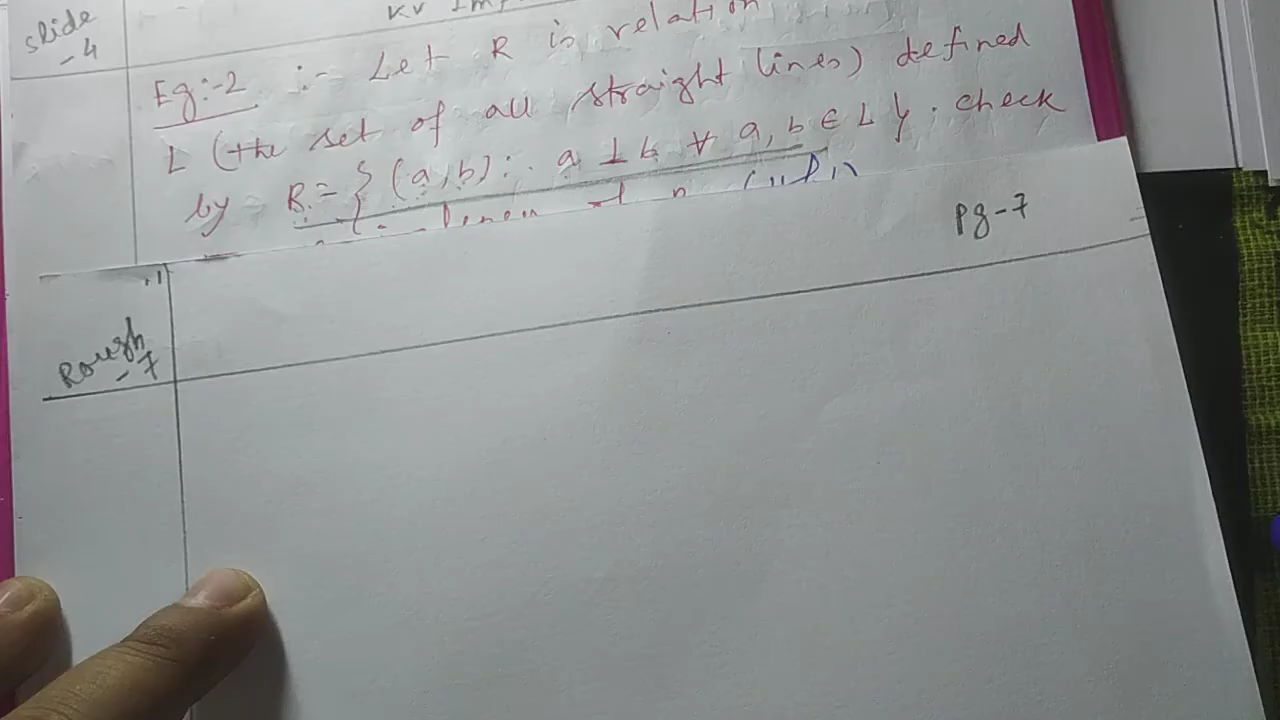 slide
-4
Eg:-2 :- Let R is relation
L (the set of all straight lines) defined
by R = {(a,b): a ⊥ b ∀ a, b ∈ L}. check
Pg-7
Rough
-7